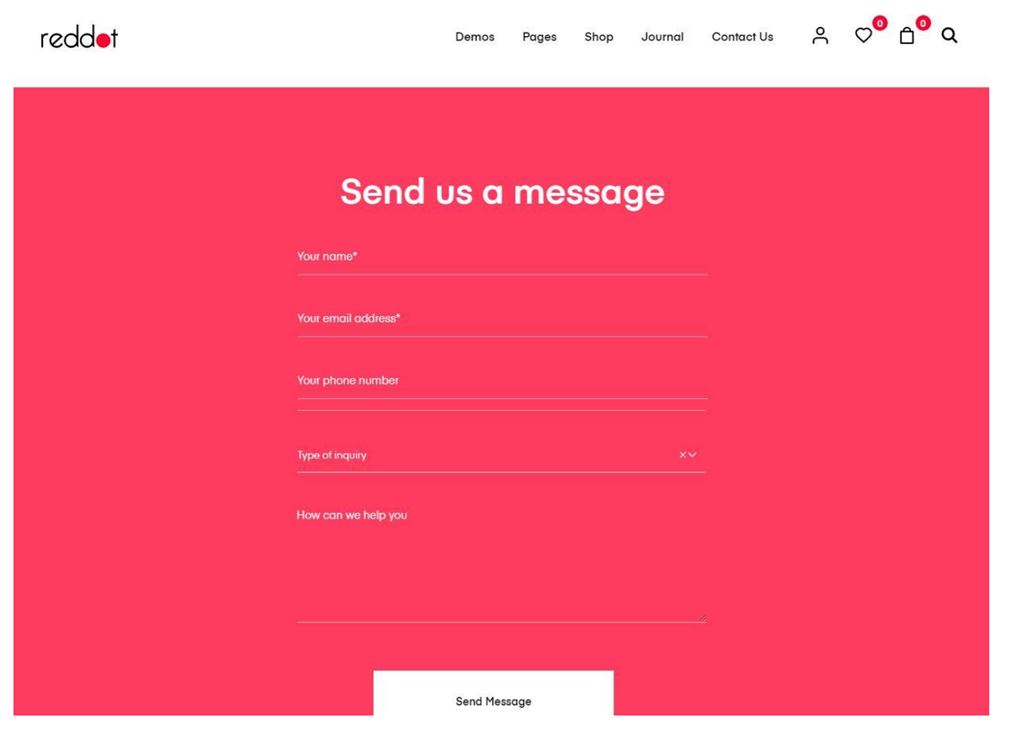 reddot
Demos Pages Shop Journal Contact Us 0 0
Send us a message
Your name*
Your email address*
Your phone number
Type of inquiry
How can we help you
Send Message